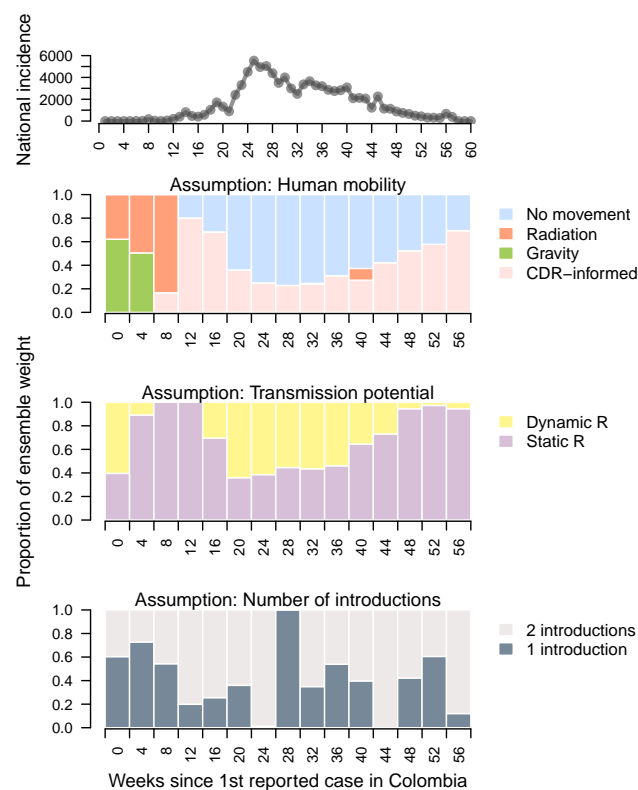 National incidence
6000
4000
2000
0
0 4 8 12 16 20 24 28 32 36 40 44 48 52 56 60
Proportion of ensemble weight
Assumption: Human mobility
1.0
0.8
0.6
0.4
0.2
0.0
0 4 8 12 16 20 24 28 32 36 40 44 48 52 56
No movement
Radiation
Gravity
CDR−informed
Assumption: Transmission potential
1.0
0.8
0.6
0.4
0.2
0.0
0 4 8 12 16 20 24 28 32 36 40 44 48 52 56
Dynamic R
Static R
Assumption: Number of introductions
1.0
0.8
0.6
0.4
0.2
0.0
0 4 8 12 16 20 24 28 32 36 40 44 48 52 56
2 introductions
1 introduction
Weeks since 1st reported case in Colombia